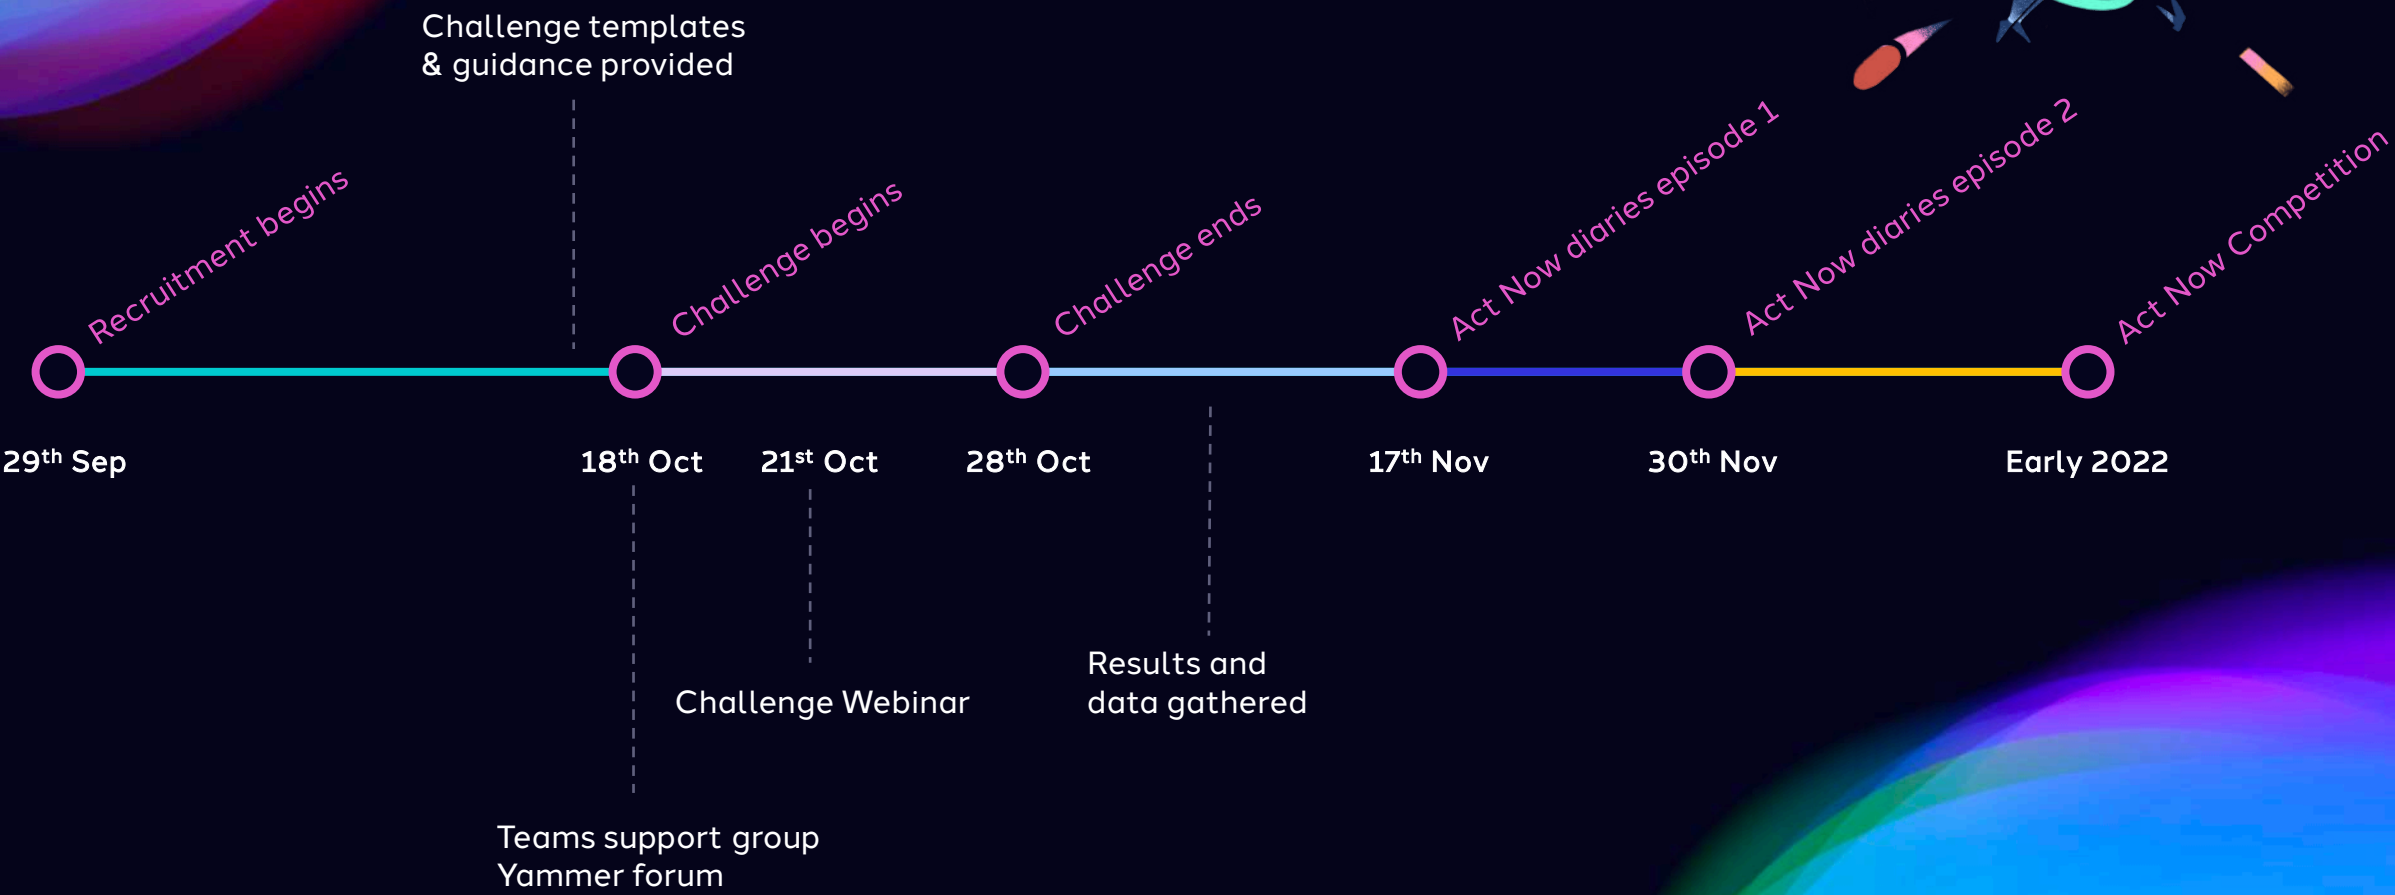 Challenge templates
& guidance provided
Recruitment begins
Challenge begins
Challenge ends
Act Now diaries episode 1
Act Now diaries episode 2
Act Now Competition
29th Sep
18th Oct
21st Oct
28th Oct
17th Nov
30th Nov
Early 2022
Results and
data gathered
Challenge Webinar
Teams support group
Yammer forum